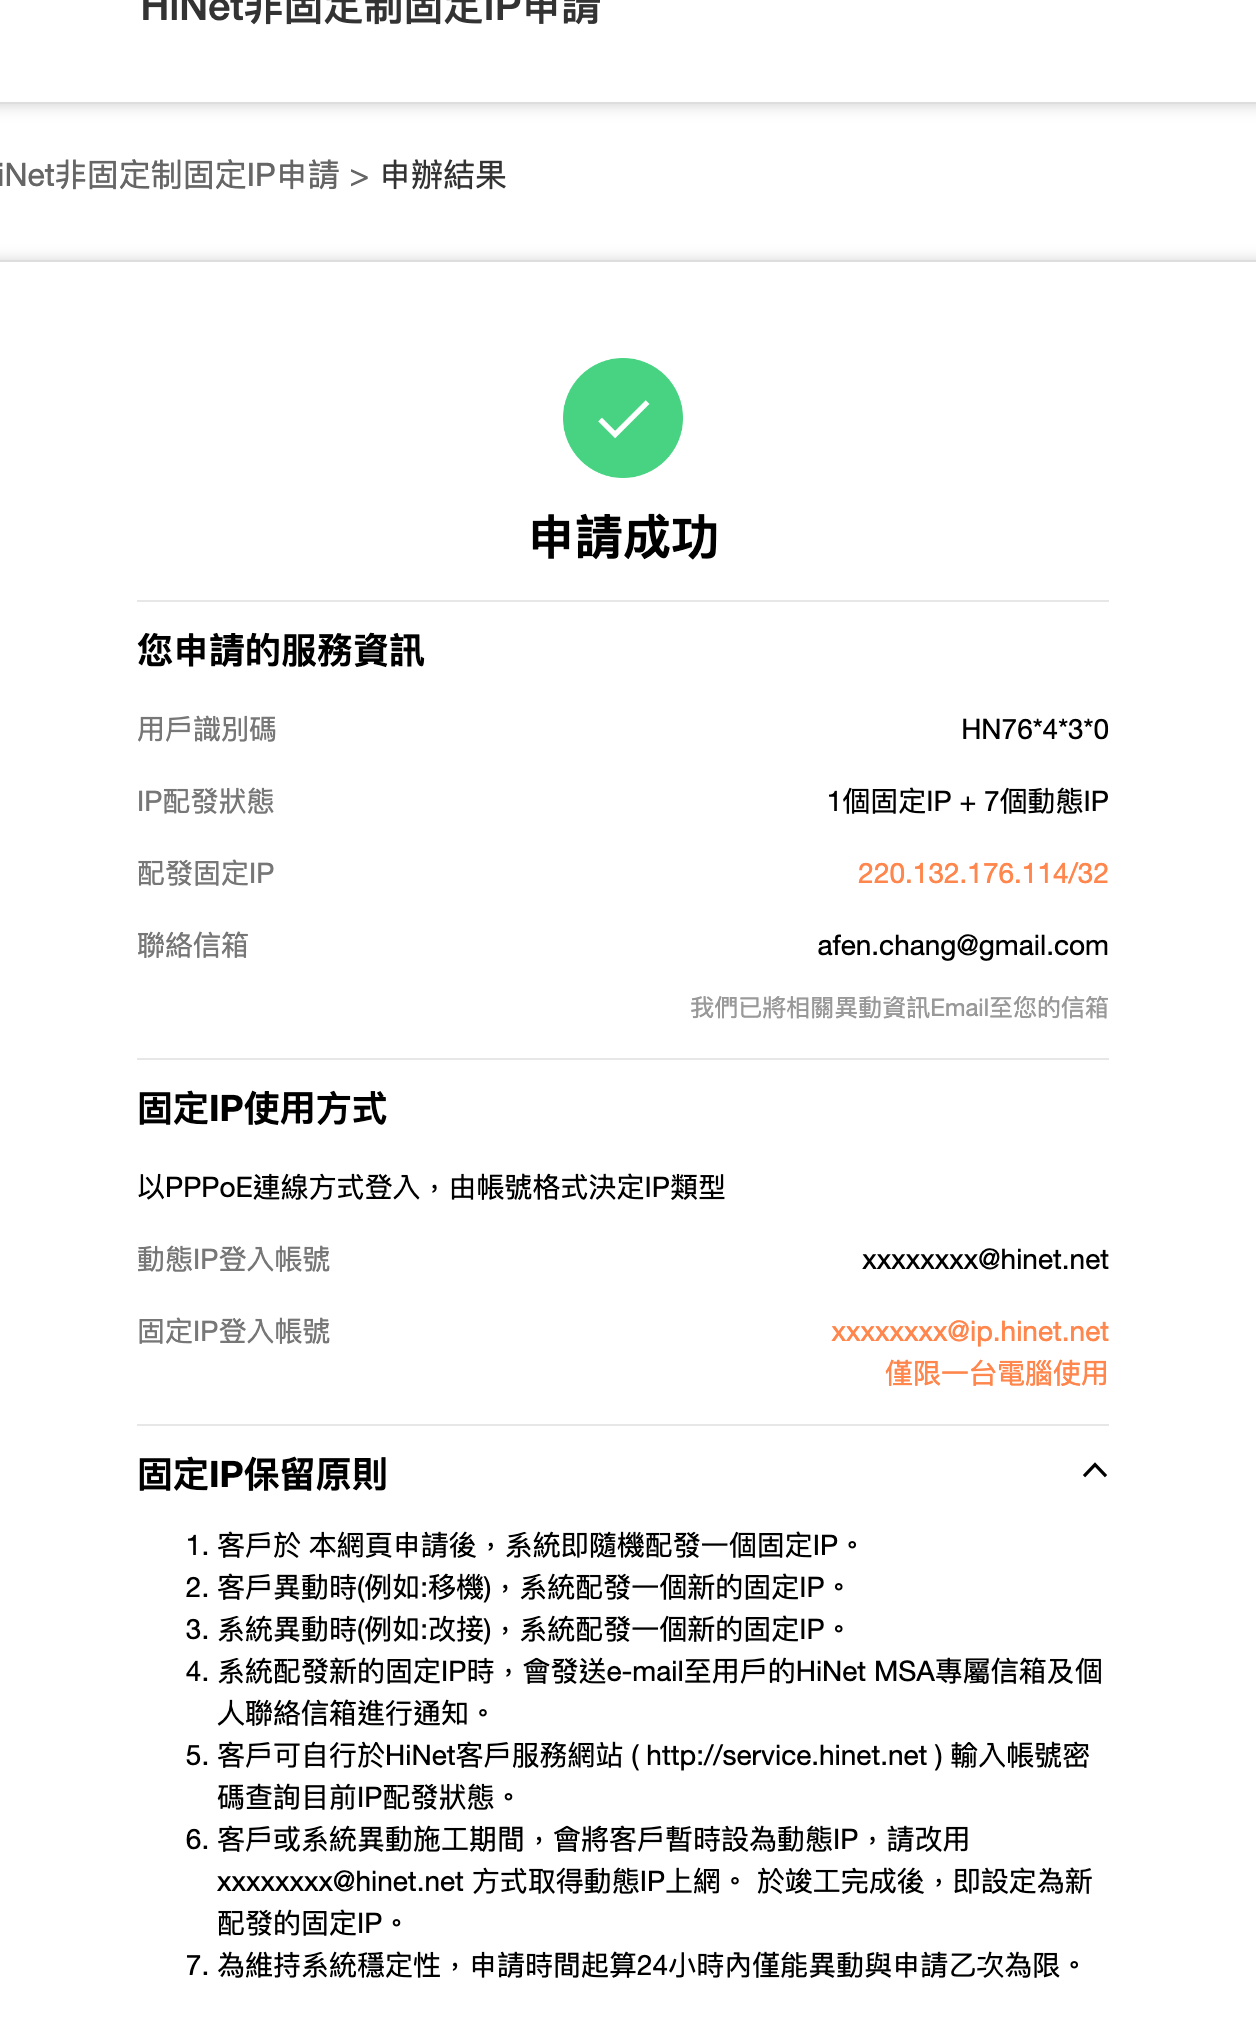 HiNet非固定制固定IP申請
iNet非固定制固定IP申請 > 申辦結果
申請成功
您申請的服務資訊
用戶識別碼 HN76*4*3*0
IP配發狀態 1個固定IP + 7個動態IP
配發固定IP 220.132.176.114/32
聯絡信箱 afen.chang@gmail.com
我們已將相關異動資訊Email至您的信箱
固定IP使用方式
以PPPoE連線方式登入，由帳號格式決定IP類型
動態IP登入帳號 xxxxxxxx@hinet.net
固定IP登入帳號 xxxxxxxx@ip.hinet.net
僅限一台電腦使用
固定IP保留原則
1. 客戶於 本網頁申請後，系統即隨機配發一個固定IP。
2. 客戶異動時(例如:移機)，系統配發一個新的固定IP。
3. 系統異動時(例如:改接)，系統配發一個新的固定IP。
4. 系統配發新的固定IP時，會發送e-mail至用戶的HiNet MSA專屬信箱及個
人聯絡信箱進行通知。
5. 客戶可自行於HiNet客戶服務網站 ( http://service.hinet.net ) 輸入帳號密
碼查詢目前IP配發狀態。
6. 客戶或系統異動施工期間，會將客戶暫時設為動態IP，請改用
xxxxxxxx@hinet.net 方式取得動態IP上網。 於竣工完成後，即設定為新
配發的固定IP。
7. 為維持系統穩定性，申請時間起算24小時內僅能異動與申請乙次為限。